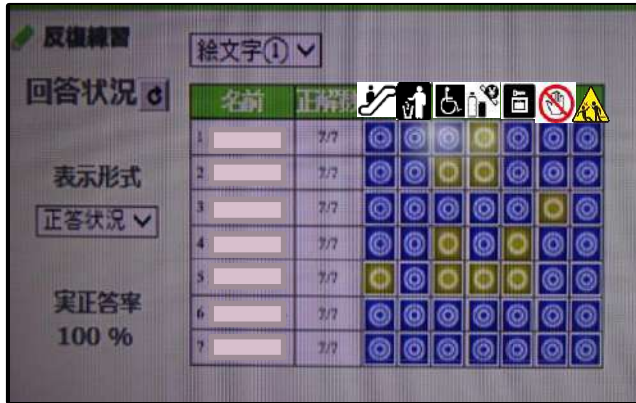 反復練習
絵文字①
回答状況
名前 正解数
1 7/7
2 7/7
表示形式
3 7/7
正答状況
4 7/7
5 7/7
実正答率
6 7/7
100 %
7 7/7